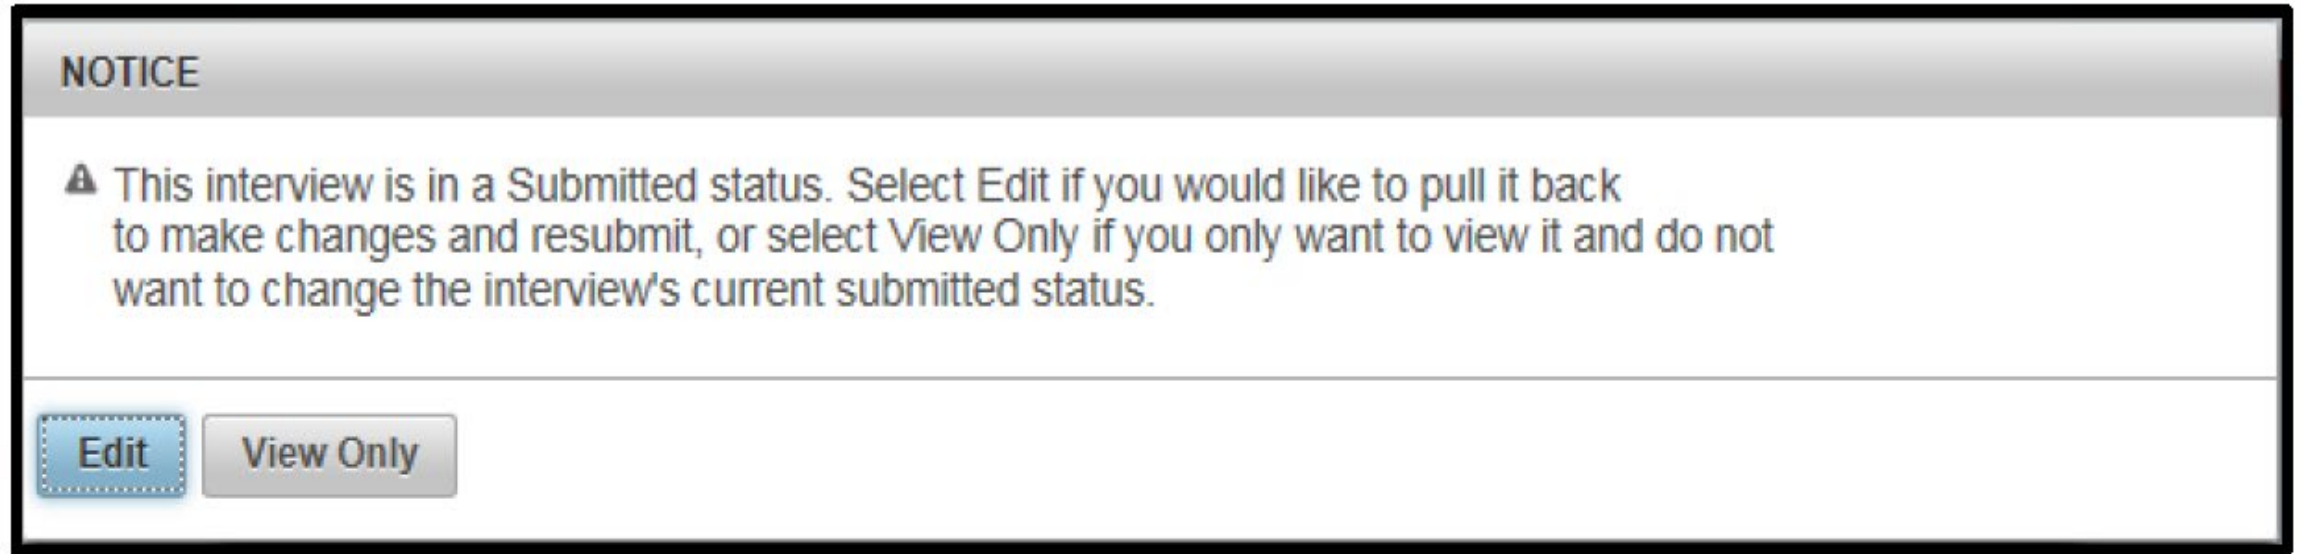 NOTICE
This interview is in a Submitted status. Select Edit if you would like to pull it back
to make changes and resubmit, or select View Only if you only want to view it and do not
want to change the interview's current submitted status.
Edit
View Only